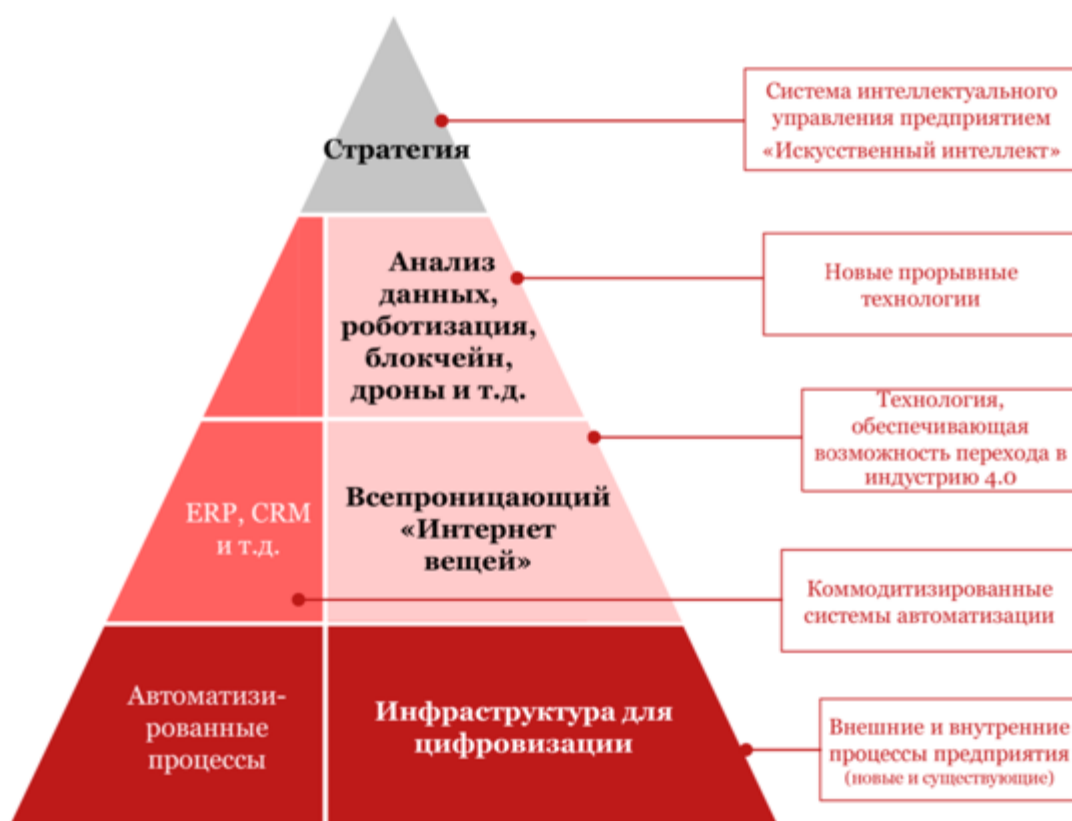 Стратегия
Система интеллектуального
управления предприятием
«Искусственный интеллект»
Анализ
данных,
роботизация,
блокчейн,
дроны и т.д.
Новые прорывные
технологии
Технология,
обеспечивающая
возможность перехода в
индустрию 4.0
ERP, CRM
и т.д.
Всепроницающий
«Интернет
вещей»
Коммодитизированные
системы автоматизации
Автоматизи-
рованные
процессы
Инфраструктура для
цифровизации
Внешние и внутренние
процессы предприятия
(новые и существующие)